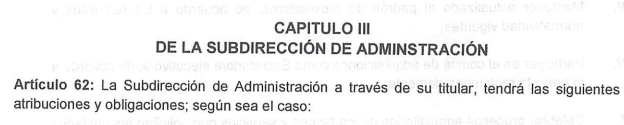 CAPITULO III
DE LA SUBDIRECCIÓN DE ADMINSTRACIÓN
Artículo 62: La Subdirección de Administración a través de su titular, tendrá las siguientes
atribuciones y obligaciones; según sea el caso: